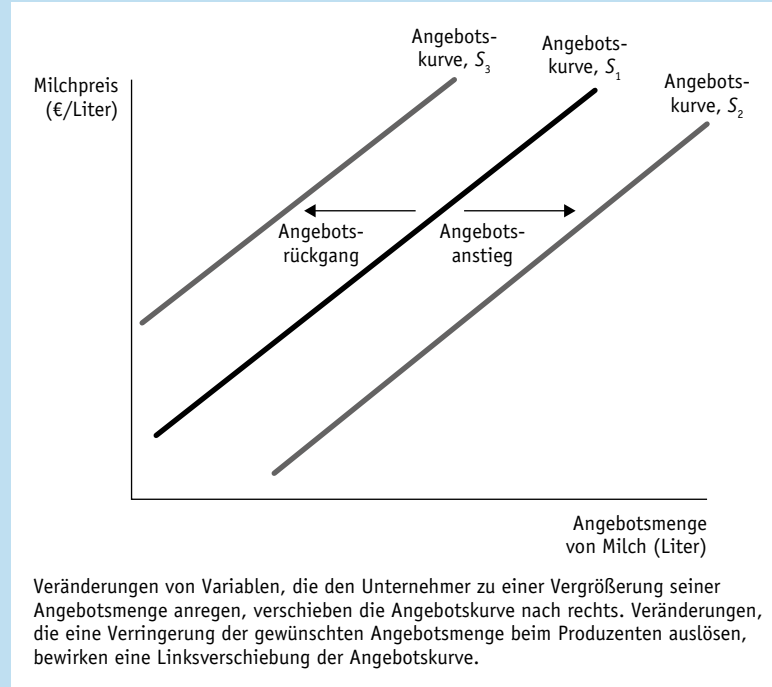 Angebots-
kurve, S₃
Angebots-
kurve, S₁
Angebots-
kurve, S₂
Milchpreis
(€/Liter)
Angebots-
rückgang
Angebots-
anstieg
Angebotsmenge
von Milch (Liter)
Veränderungen von Variablen, die den Unternehmer zu einer Vergrößerung seiner
Angebotsmenge anregen, verschieben die Angebotskurve nach rechts. Veränderungen,
die eine Verringerung der gewünschten Angebotsmenge beim Produzenten auslösen,
bewirken eine Linksverschiebung der Angebotskurve.